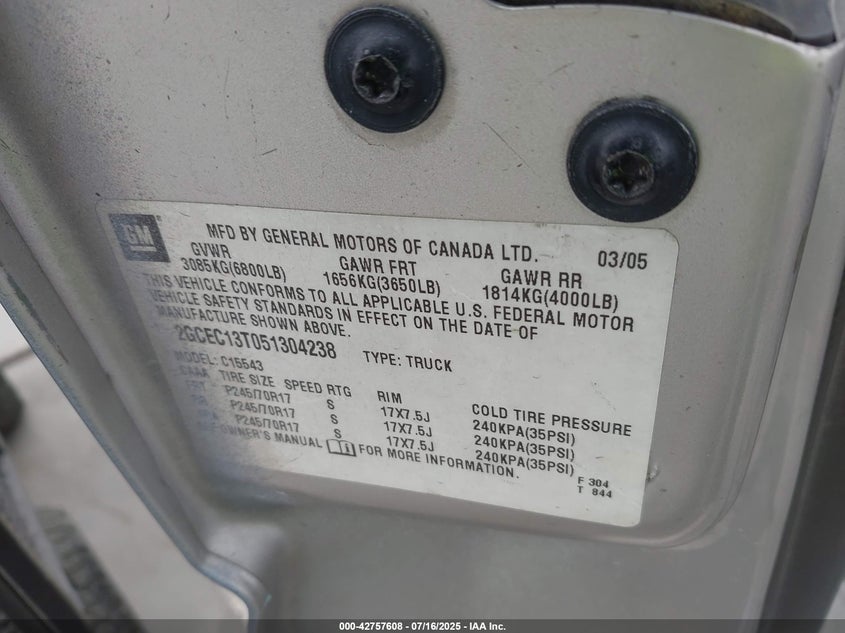 GM
MFD BY GENERAL MOTORS OF CANADA LTD. 03/05
GVWR GAWR FRT GAWR RR
3085KG(6800LB) 1656KG(3650LB) 1814KG(4000LB)
THIS VEHICLE CONFORMS TO ALL APPLICABLE U.S. FEDERAL MOTOR
VEHICLE SAFETY STANDARDS IN EFFECT ON THE DATE OF
MANUFACTURE SHOWN ABOVE.
2GCEC13T051304238 TYPE: TRUCK
MODEL: C15543
TIRE SIZE SPEED RTG RIM COLD TIRE PRESSURE
FRT P245/70R17 S 17X7.5J 240KPA(35PSI)
P245/70R17 S 17X7.5J 240KPA(35PSI)
P245/70R17 S 17X7.5J 240KPA(35PSI)
OWNER'S MANUAL FOR MORE INFORMATION.
F 304
T 844
000-42757608 - 07/16/2025 - IAA Inc.